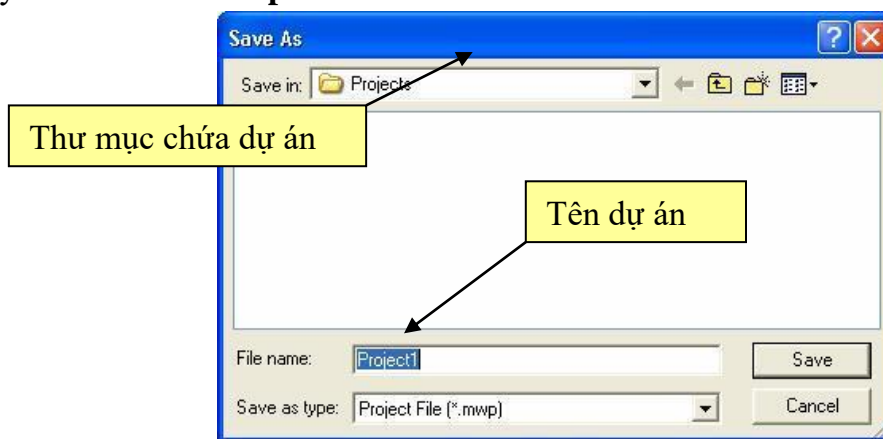 Save As
Save in: Projects
Thư mục chứa dự án
Tên dự án
File name: Project1 Save
Save as type: Project File (*.mwp) Cancel